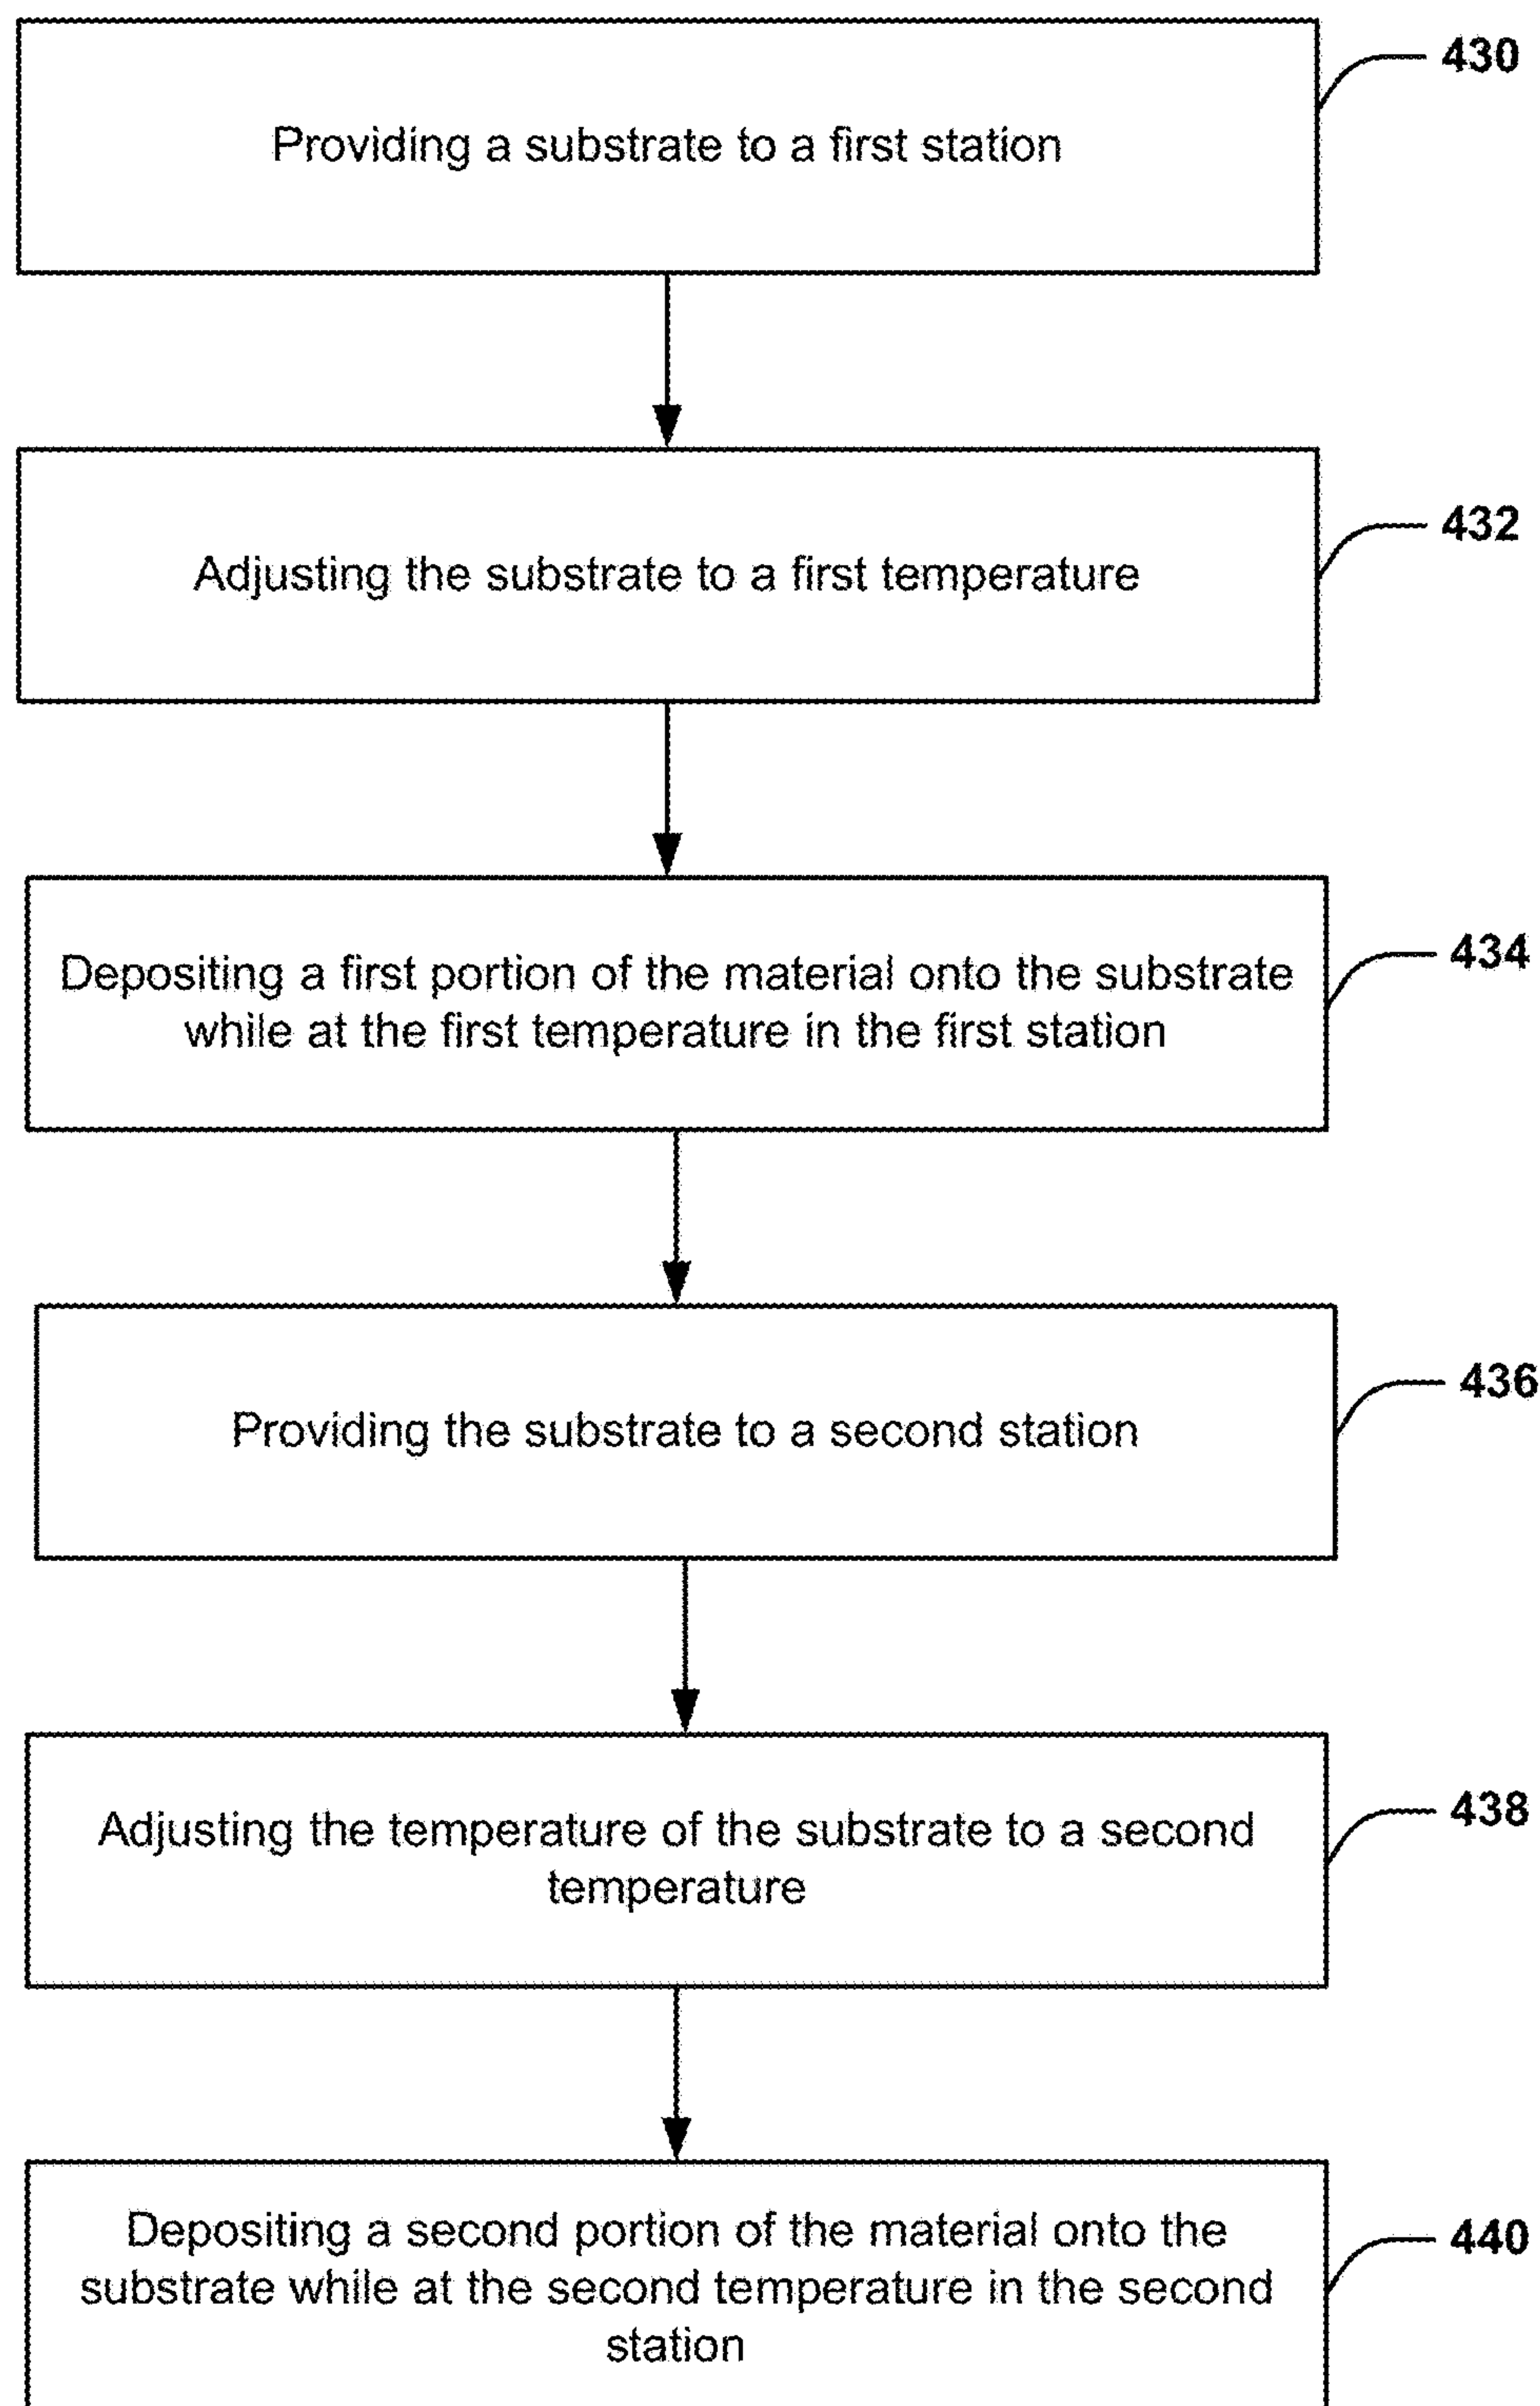 Providing a substrate to a first station
430
Adjusting the substrate to a first temperature
432
Depositing a first portion of the material onto the substrate
while at the first temperature in the first station
434
Providing the substrate to a second station
436
Adjusting the temperature of the substrate to a second
temperature
438
Depositing a second portion of the material onto the
substrate while at the second temperature in the second
station
440